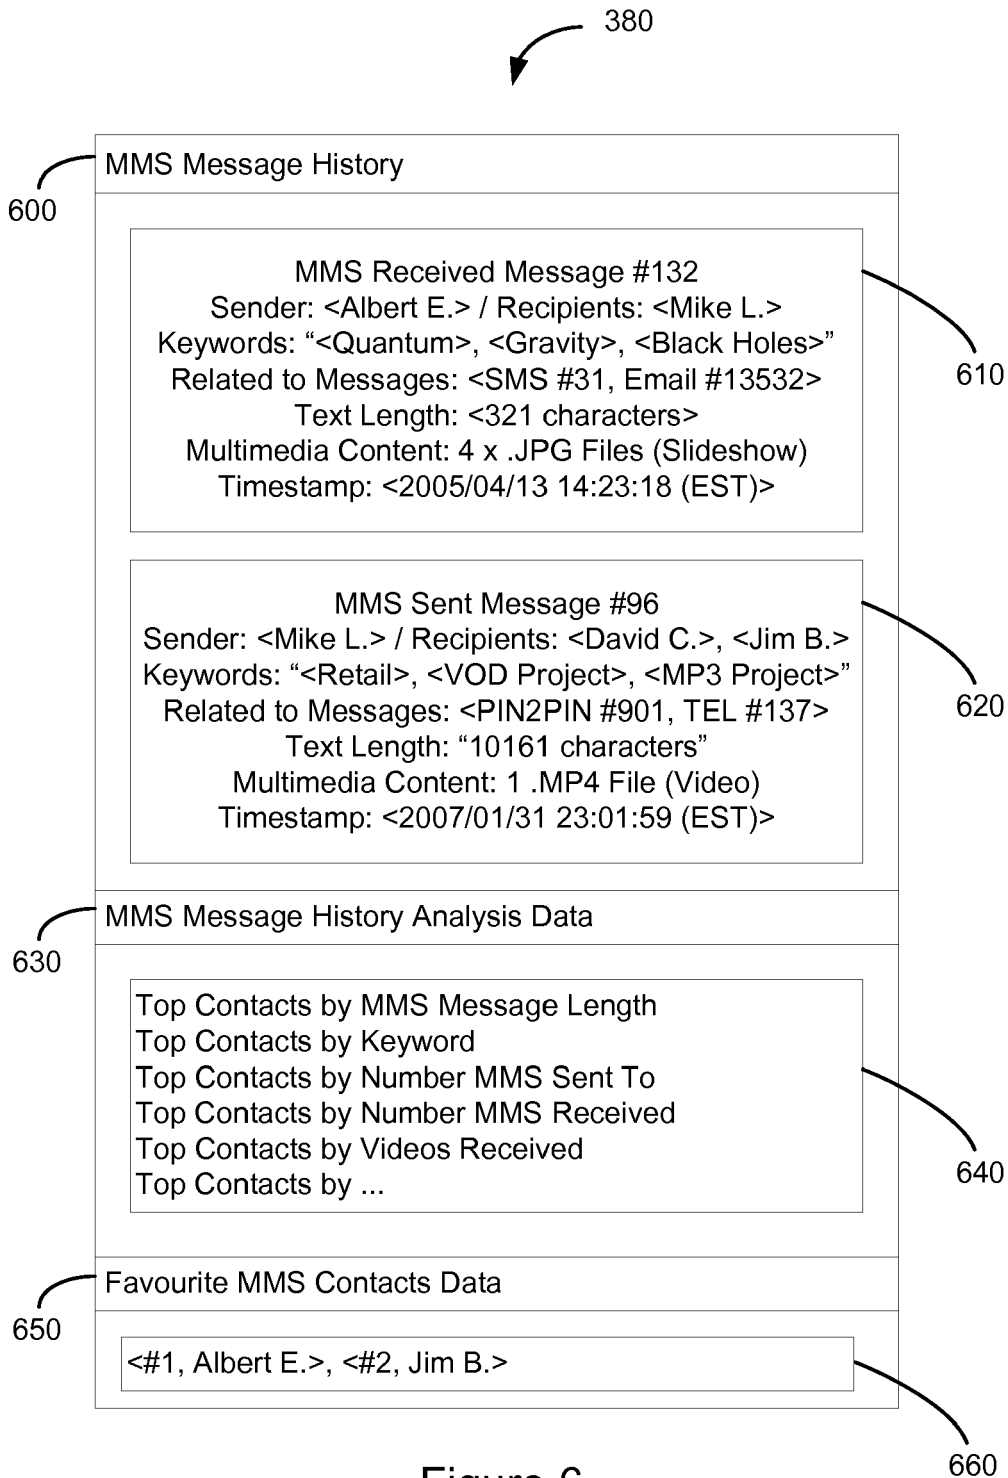 380
MMS Message History
600
MMS Received Message #132
Sender: <Albert E.> / Recipients: <Mike L.>
Keywords: “<Quantum>, <Gravity>, <Black Holes>”
Related to Messages: <SMS #31, Email #13532>
Text Length: <321 characters>
Multimedia Content: 4 x .JPG Files (Slideshow)
Timestamp: <2005/04/13 14:23:18 (EST)>
610
MMS Sent Message #96
Sender: <Mike L.> / Recipients: <David C.>, <Jim B.>
Keywords: “<Retail>, <VOD Project>, <MP3 Project>”
Related to Messages: <PIN2PIN #901, TEL #137>
Text Length: “10161 characters”
Multimedia Content: 1 .MP4 File (Video)
Timestamp: <2007/01/31 23:01:59 (EST)>
620
MMS Message History Analysis Data
630
Top Contacts by MMS Message Length
Top Contacts by Keyword
Top Contacts by Number MMS Sent To
Top Contacts by Number MMS Received
Top Contacts by Videos Received
Top Contacts by ...
640
Favourite MMS Contacts Data
650
<#1, Albert E.>, <#2, Jim B.>
660
Figure 6